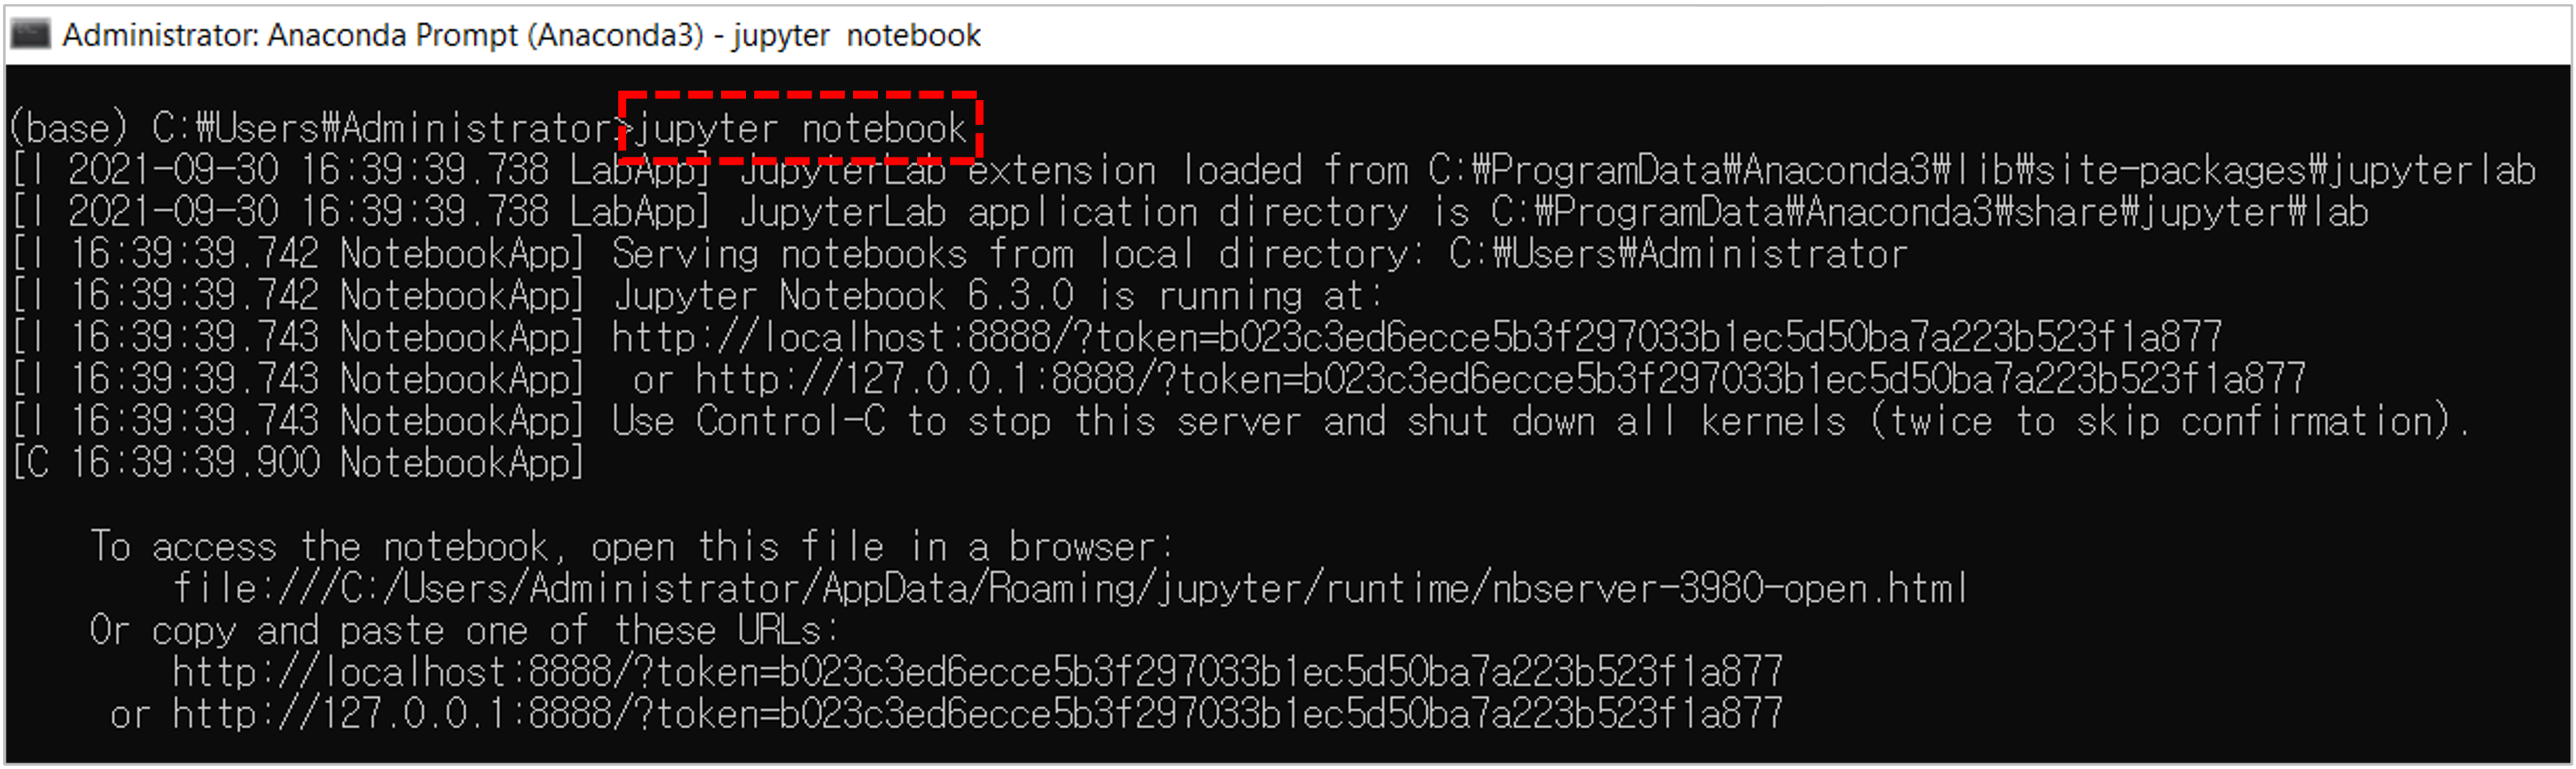 Administrator: Anaconda Prompt (Anaconda3) - jupyter  notebook
(base) C:₩Users₩Administrator>jupyter notebook
[I 2021-09-30 16:39:39.738 LabApp] JupyterLab extension loaded from C:₩ProgramData₩Anaconda3₩lib₩site-packages₩jupyterlab
[I 2021-09-30 16:39:39.738 LabApp] JupyterLab application directory is C:₩ProgramData₩Anaconda3₩share₩jupyter₩lab
[I 16:39:39.742 NotebookApp] Serving notebooks from local directory: C:₩Users₩Administrator
[I 16:39:39.742 NotebookApp] Jupyter Notebook 6.3.0 is running at:
[I 16:39:39.743 NotebookApp] http://localhost:8888/?token=b023c3ed6ecce5b3f297033b1ec5d50ba7a223b523f1a877
[I 16:39:39.743 NotebookApp]  or http://127.0.0.1:8888/?token=b023c3ed6ecce5b3f297033b1ec5d50ba7a223b523f1a877
[I 16:39:39.743 NotebookApp] Use Control-C to stop this server and shut down all kernels (twice to skip confirmation).
[C 16:39:39.900 NotebookApp]
To access the notebook, open this file in a browser:
file:///C:/Users/Administrator/AppData/Roaming/jupyter/runtime/nbserver-3980-open.html
Or copy and paste one of these URLs:
http://localhost:8888/?token=b023c3ed6ecce5b3f297033b1ec5d50ba7a223b523f1a877
or http://127.0.0.1:8888/?token=b023c3ed6ecce5b3f297033b1ec5d50ba7a223b523f1a877